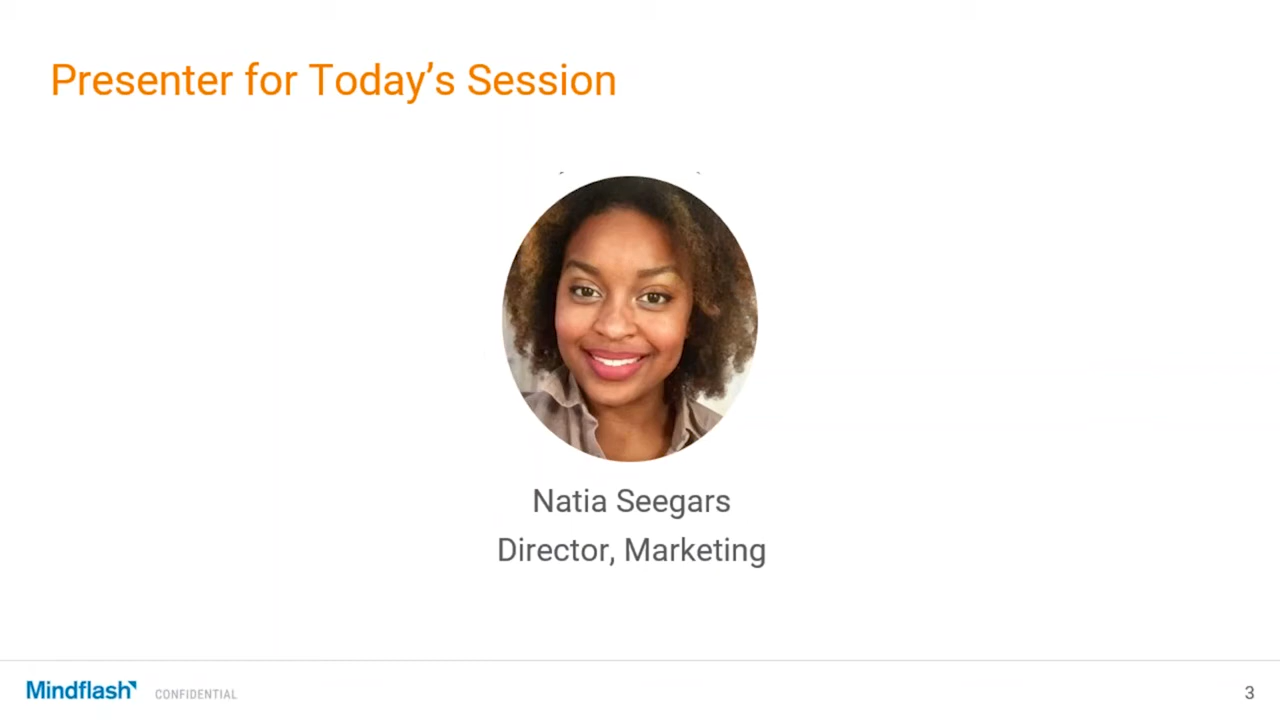 Presenter for Today’s Session
Natia Seegars
Director, Marketing
Mindflash CONFIDENTIAL 3